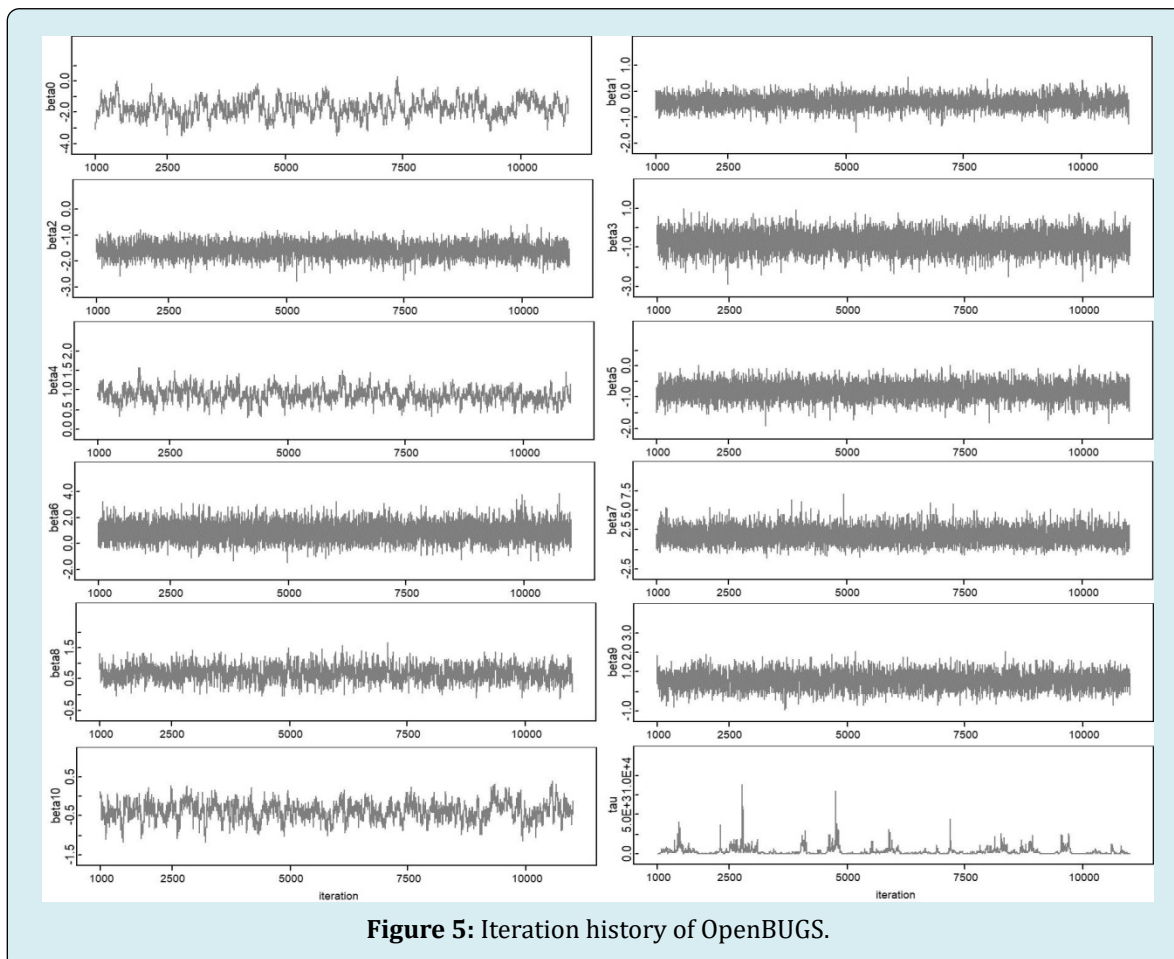 beta0
0.0
-2.0
-4.0
1000 2500 5000 7500 10000
beta1
1.0
0.0
-1.0
-2.0
1000 2500 5000 7500 10000
beta2
0.0
-1.0
-2.0
-3.0
1000 2500 5000 7500 10000
beta3
1.0
-1.0
-3.0
1000 2500 5000 7500 10000
beta4
0.0 0.5 1.0 1.5 2.0
1000 2500 5000 7500 10000
beta5
0.0
-1.0
-2.0
1000 2500 5000 7500 10000
beta6
4.0
2.0
0.0
-2.0
1000 2500 5000 7500 10000
beta7
-2.5 2.5 5.0 7.5
1000 2500 5000 7500 10000
beta8
1.5
0.5
-0.5
1000 2500 5000 7500 10000
beta9
-1.0 1.0 2.0 3.0
1000 2500 5000 7500 10000
beta10
0.5
-0.5
-1.5
1000 2500 5000 7500 10000
iteration
tau
0.0 5.0E+31.0E+4
1000 2500 5000 7500 10000
iteration
Figure 5: Iteration history of OpenBUGS.